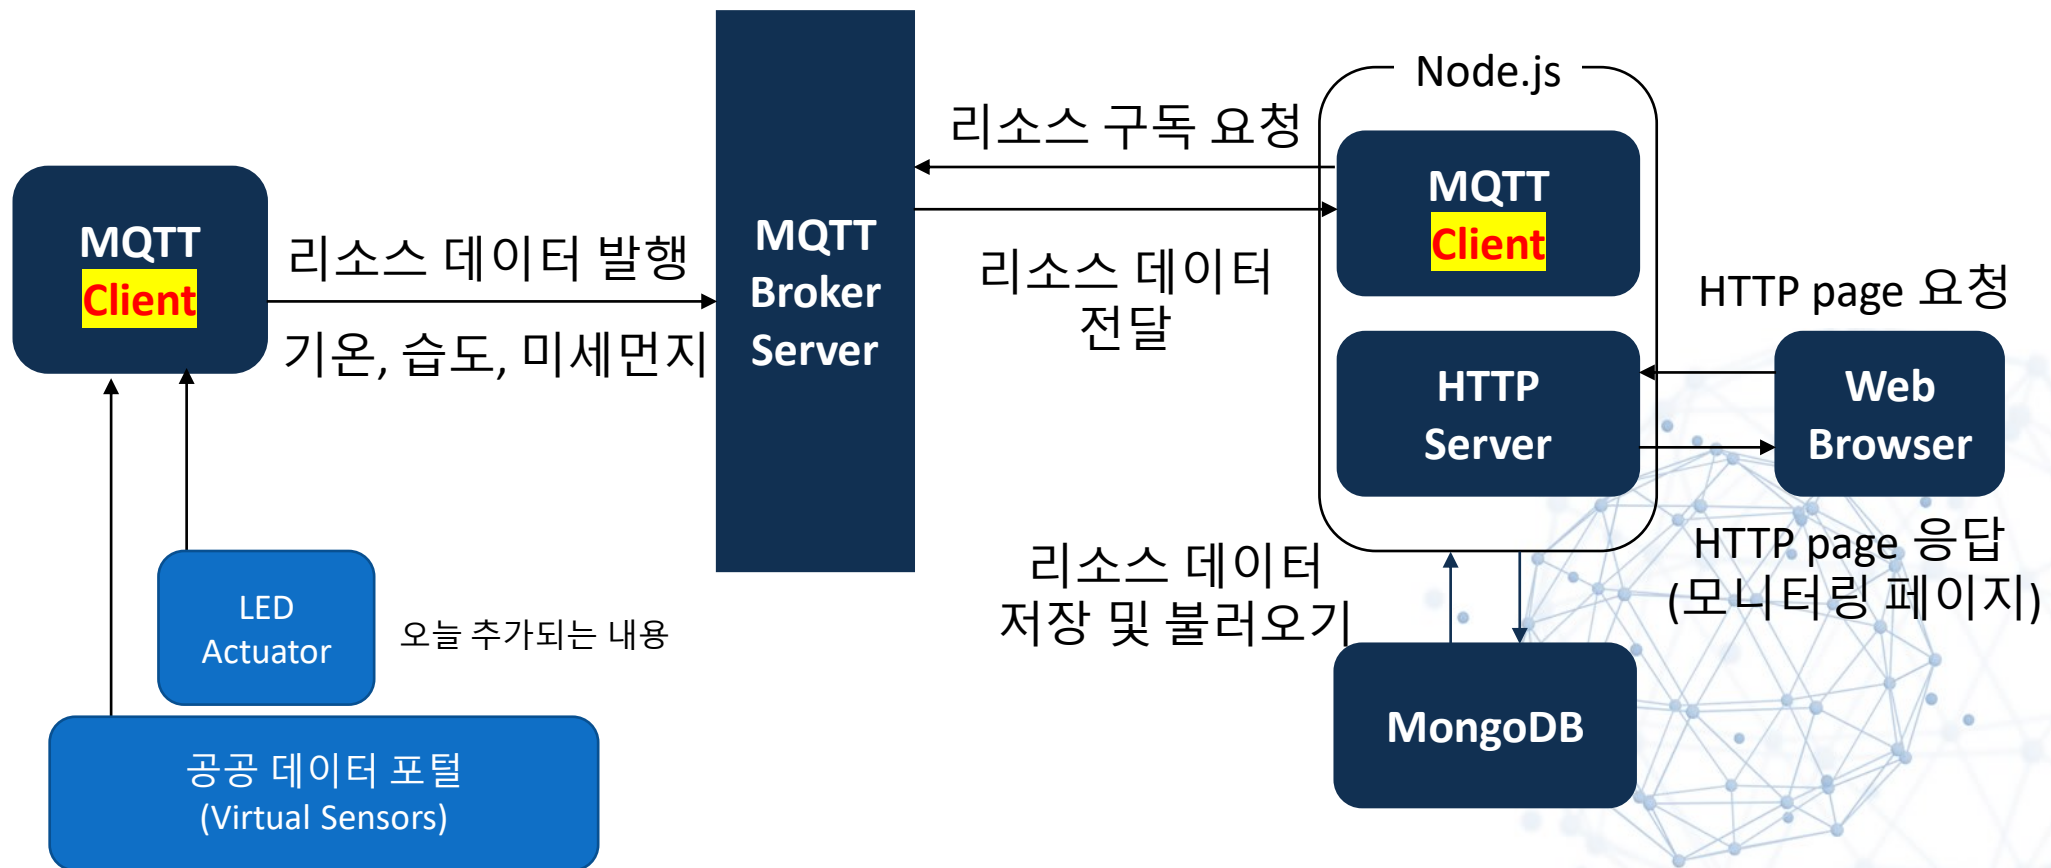 MQTT
Client
리소스 데이터 발행
기온, 습도, 미세먼지
LED
Actuator
오늘 추가되는 내용
공공 데이터 포털
(Virtual Sensors)
MQTT
Broker
Server
리소스 구독 요청
리소스 데이터
전달
Node.js
MQTT
Client
HTTP
Server
HTTP page 요청
Web
Browser
HTTP page 응답
(모니터링 페이지)
리소스 데이터
저장 및 불러오기
MongoDB